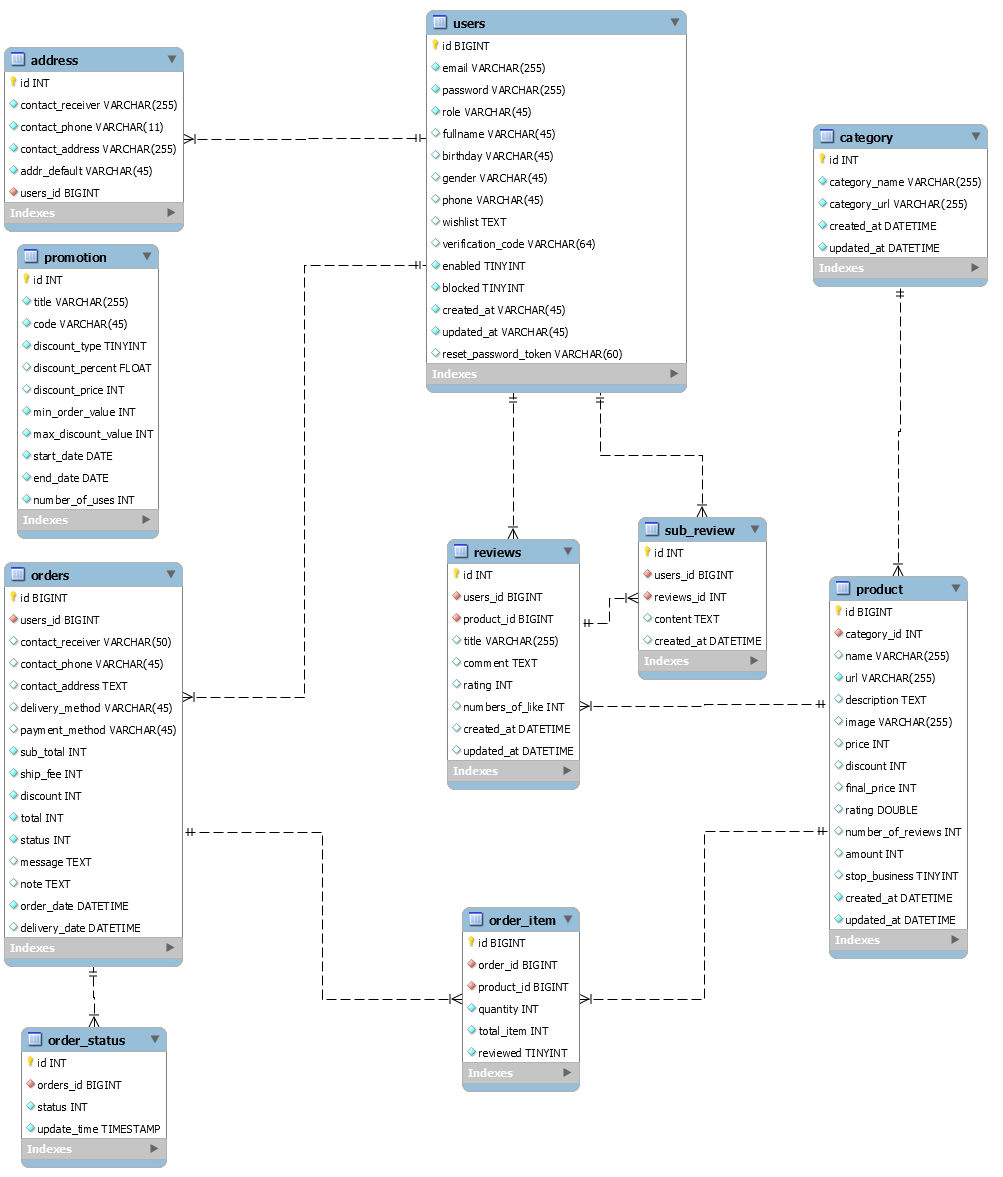 address
id INT
contact_receiver VARCHAR(255)
contact_phone VARCHAR(11)
contact_address VARCHAR(255)
addr_default VARCHAR(45)
users_id BIGINT
Indexes
users
id BIGINT
email VARCHAR(255)
password VARCHAR(255)
role VARCHAR(45)
fullname VARCHAR(45)
birthday VARCHAR(45)
gender VARCHAR(45)
phone VARCHAR(45)
wishlist TEXT
verification_code VARCHAR(64)
enabled TINYINT
blocked TINYINT
created_at VARCHAR(45)
updated_at VARCHAR(45)
reset_password_token VARCHAR(60)
Indexes
category
id INT
category_name VARCHAR(255)
category_url VARCHAR(255)
created_at DATETIME
updated_at DATETIME
Indexes
promotion
id INT
title VARCHAR(255)
code VARCHAR(45)
discount_type TINYINT
discount_percent FLOAT
discount_price INT
min_order_value INT
max_discount_value INT
start_date DATE
end_date DATE
number_of_uses INT
Indexes
orders
id BIGINT
users_id BIGINT
contact_receiver VARCHAR(50)
contact_phone VARCHAR(45)
contact_address TEXT
delivery_method VARCHAR(45)
payment_method VARCHAR(45)
sub_total INT
ship_fee INT
discount INT
total INT
status INT
message TEXT
note TEXT
order_date DATETIME
delivery_date DATETIME
Indexes
reviews
id INT
users_id BIGINT
product_id BIGINT
title VARCHAR(255)
comment TEXT
rating INT
numbers_of_like INT
created_at DATETIME
updated_at DATETIME
Indexes
sub_review
id INT
users_id BIGINT
reviews_id INT
content TEXT
created_at DATETIME
Indexes
product
id BIGINT
category_id INT
name VARCHAR(255)
url VARCHAR(255)
description TEXT
image VARCHAR(255)
price INT
discount INT
final_price INT
rating DOUBLE
number_of_reviews INT
amount INT
stop_business TINYINT
created_at DATETIME
updated_at DATETIME
Indexes
order_item
id BIGINT
order_id BIGINT
product_id BIGINT
quantity INT
total_item INT
reviewed TINYINT
Indexes
order_status
id INT
orders_id BIGINT
status INT
update_time TIMESTAMP
Indexes